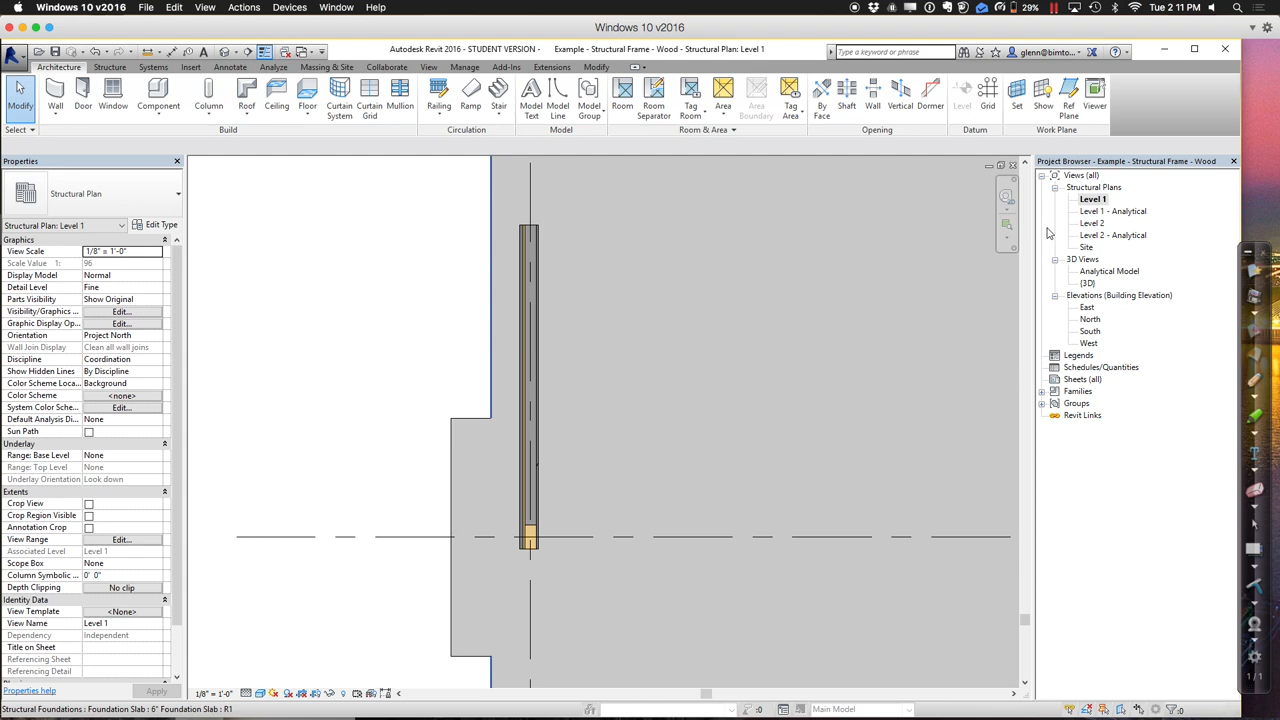 Windows 10 v2016 File Edit View Actions Devices Window Help 29% Tue 2:11 PM
Windows 10 v2016
Autodesk Revit 2016 - STUDENT VERSION - Example - Structural Frame - Wood - Structural Plan: Level 1 Type a keyword or phrase glenn@bimto...
Architecture Structure Systems Insert Annotate Analyze Massing & Site Collaborate View Manage Add-Ins Extensions Modify
Modify Wall Door Window Component Column Roof Ceiling Floor Curtain System Curtain Grid Mullion Railing Ramp Stair Model Text Model Line Model Group Room Room Separator Tag Room Area Area Boundary Tag Area By Face Shaft Wall Vertical Dormer Level Grid Set Show Ref Plane Viewer
Select Build Circulation Model Room & Area Opening Datum Work Plane
Properties
Structural Plan
Structural Plan: Level 1 Edit Type
Graphics
View Scale 1/8" = 1'-0"
Scale Value 1: 96
Display Model Normal
Detail Level Fine
Parts Visibility Show Original
Visibility/Graphics ... Edit...
Graphic Display Op... Edit...
Orientation Project North
Wall Join Display Clean all wall joins
Discipline Coordination
Show Hidden Lines By Discipline
Color Scheme Loca... Background
Color Scheme <none>
System Color Sche... Edit...
Default Analysis Di... None
Sun Path
Underlay
Range: Base Level None
Range: Top Level None
Underlay Orientation Look down
Extents
Crop View
Crop Region Visible
Annotation Crop
View Range Edit...
Associated Level Level 1
Scope Box None
Column Symbolic ... 0' 0"
Depth Clipping No clip
Identity Data
View Template <None>
View Name Level 1
Dependency Independent
Title on Sheet
Referencing Sheet
Referencing Detail
Properties help Apply
1/8" = 1'-0"
Structural Foundations : Foundation Slab : 6" Foundation Slab : R1
:0 Main Model :0
Project Browser - Example - Structural Frame - Wood
Views (all)
Structural Plans
Level 1
Level 1 - Analytical
Level 2
Level 2 - Analytical
Site
3D Views
Analytical Model
{3D}
Elevations (Building Elevation)
East
North
South
West
Legends
Schedules/Quantities
Sheets (all)
Families
Groups
Revit Links
1 / 1